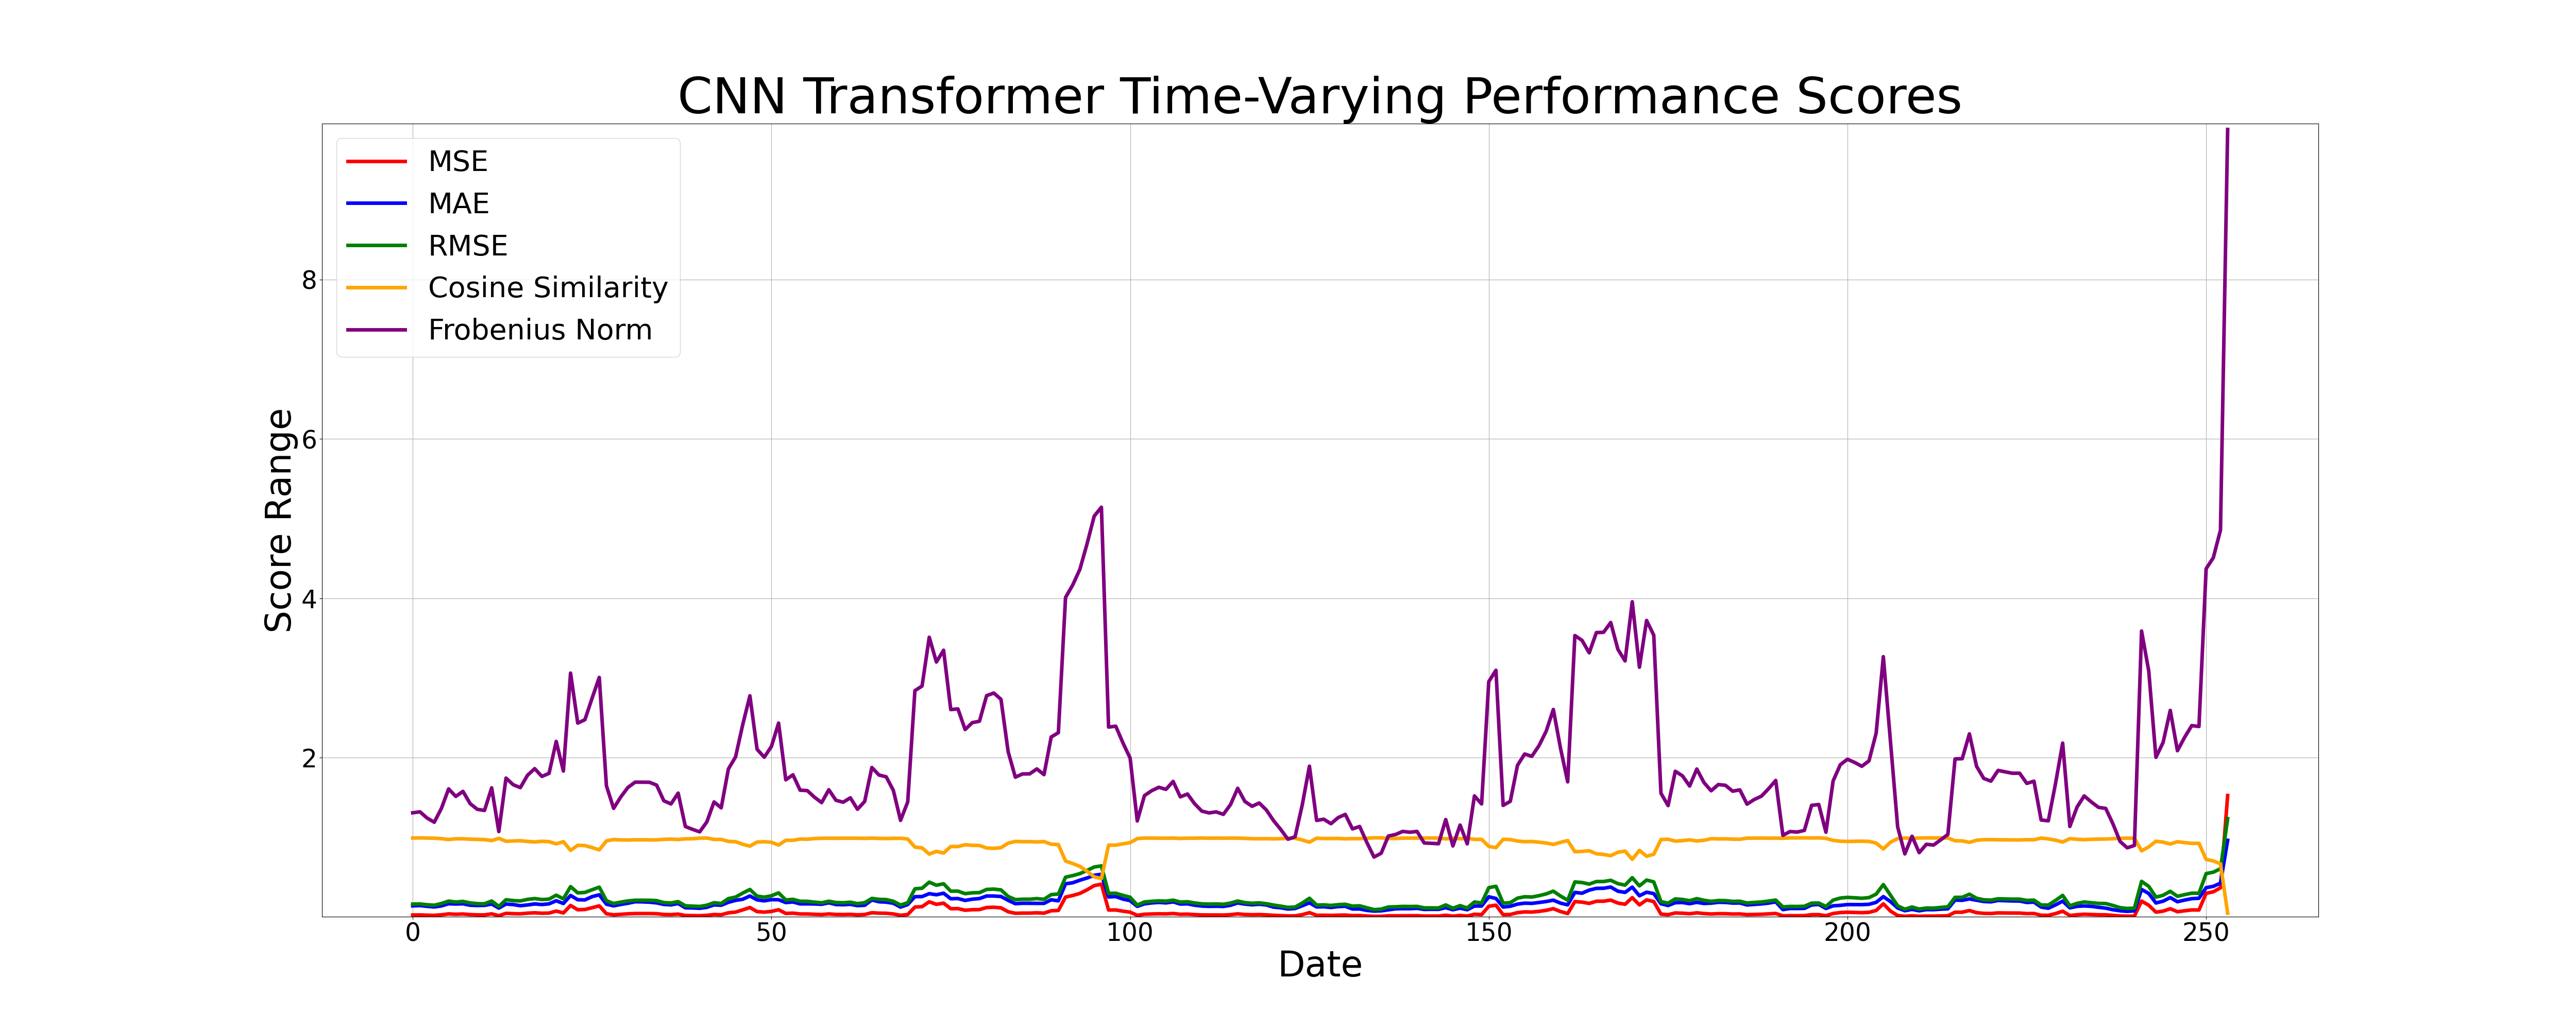 CNN Transformer Time-Varying Performance Scores
MSE
MAE
RMSE
Cosine Similarity
Frobenius Norm
Score Range
8
6
4
2
0 50 100 150 200 250
Date